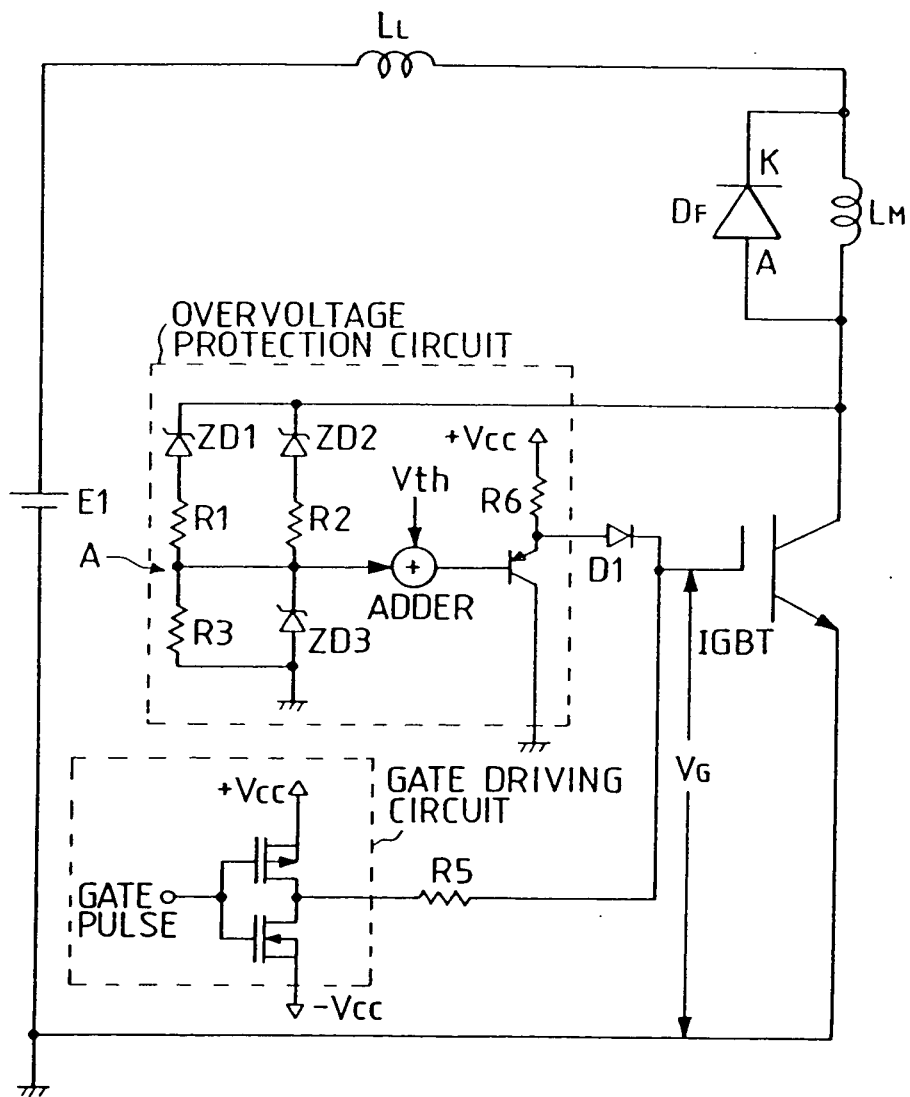 LL
K
DF
LM
A
OVERVOLTAGE
PROTECTION CIRCUIT
ZD1
ZD2
+Vcc
Vth
R6
E1
R1
R2
A
D1
ADDER
R3
ZD3
IGBT
VG
GATE DRIVING
CIRCUIT
+Vcc
R5
GATE
PULSE
-Vcc